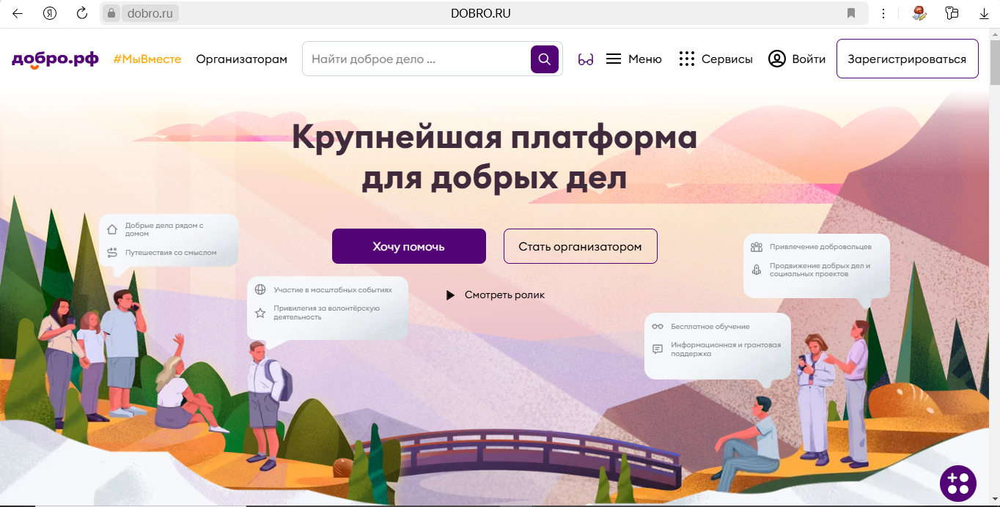 dobro.ru
DOBRO.RU
добро.рф
#МыВместе
Организаторам
Найти доброе дело ...
Меню
Сервисы
Войти
Зарегистрироваться
Крупнейшая платформа
для добрых дел
Добрые дела рядом с
домом
Путешествия со смыслом
Хочу помочь
Стать организатором
Привлечение добровольцев
Продвижение добрых дел и
социальных проектов
Участие в масштабных событиях
Привилегия за волонтёрскую
деятельность
Смотреть ролик
Бесплатное обучение
Информационная и грантовая
поддержка